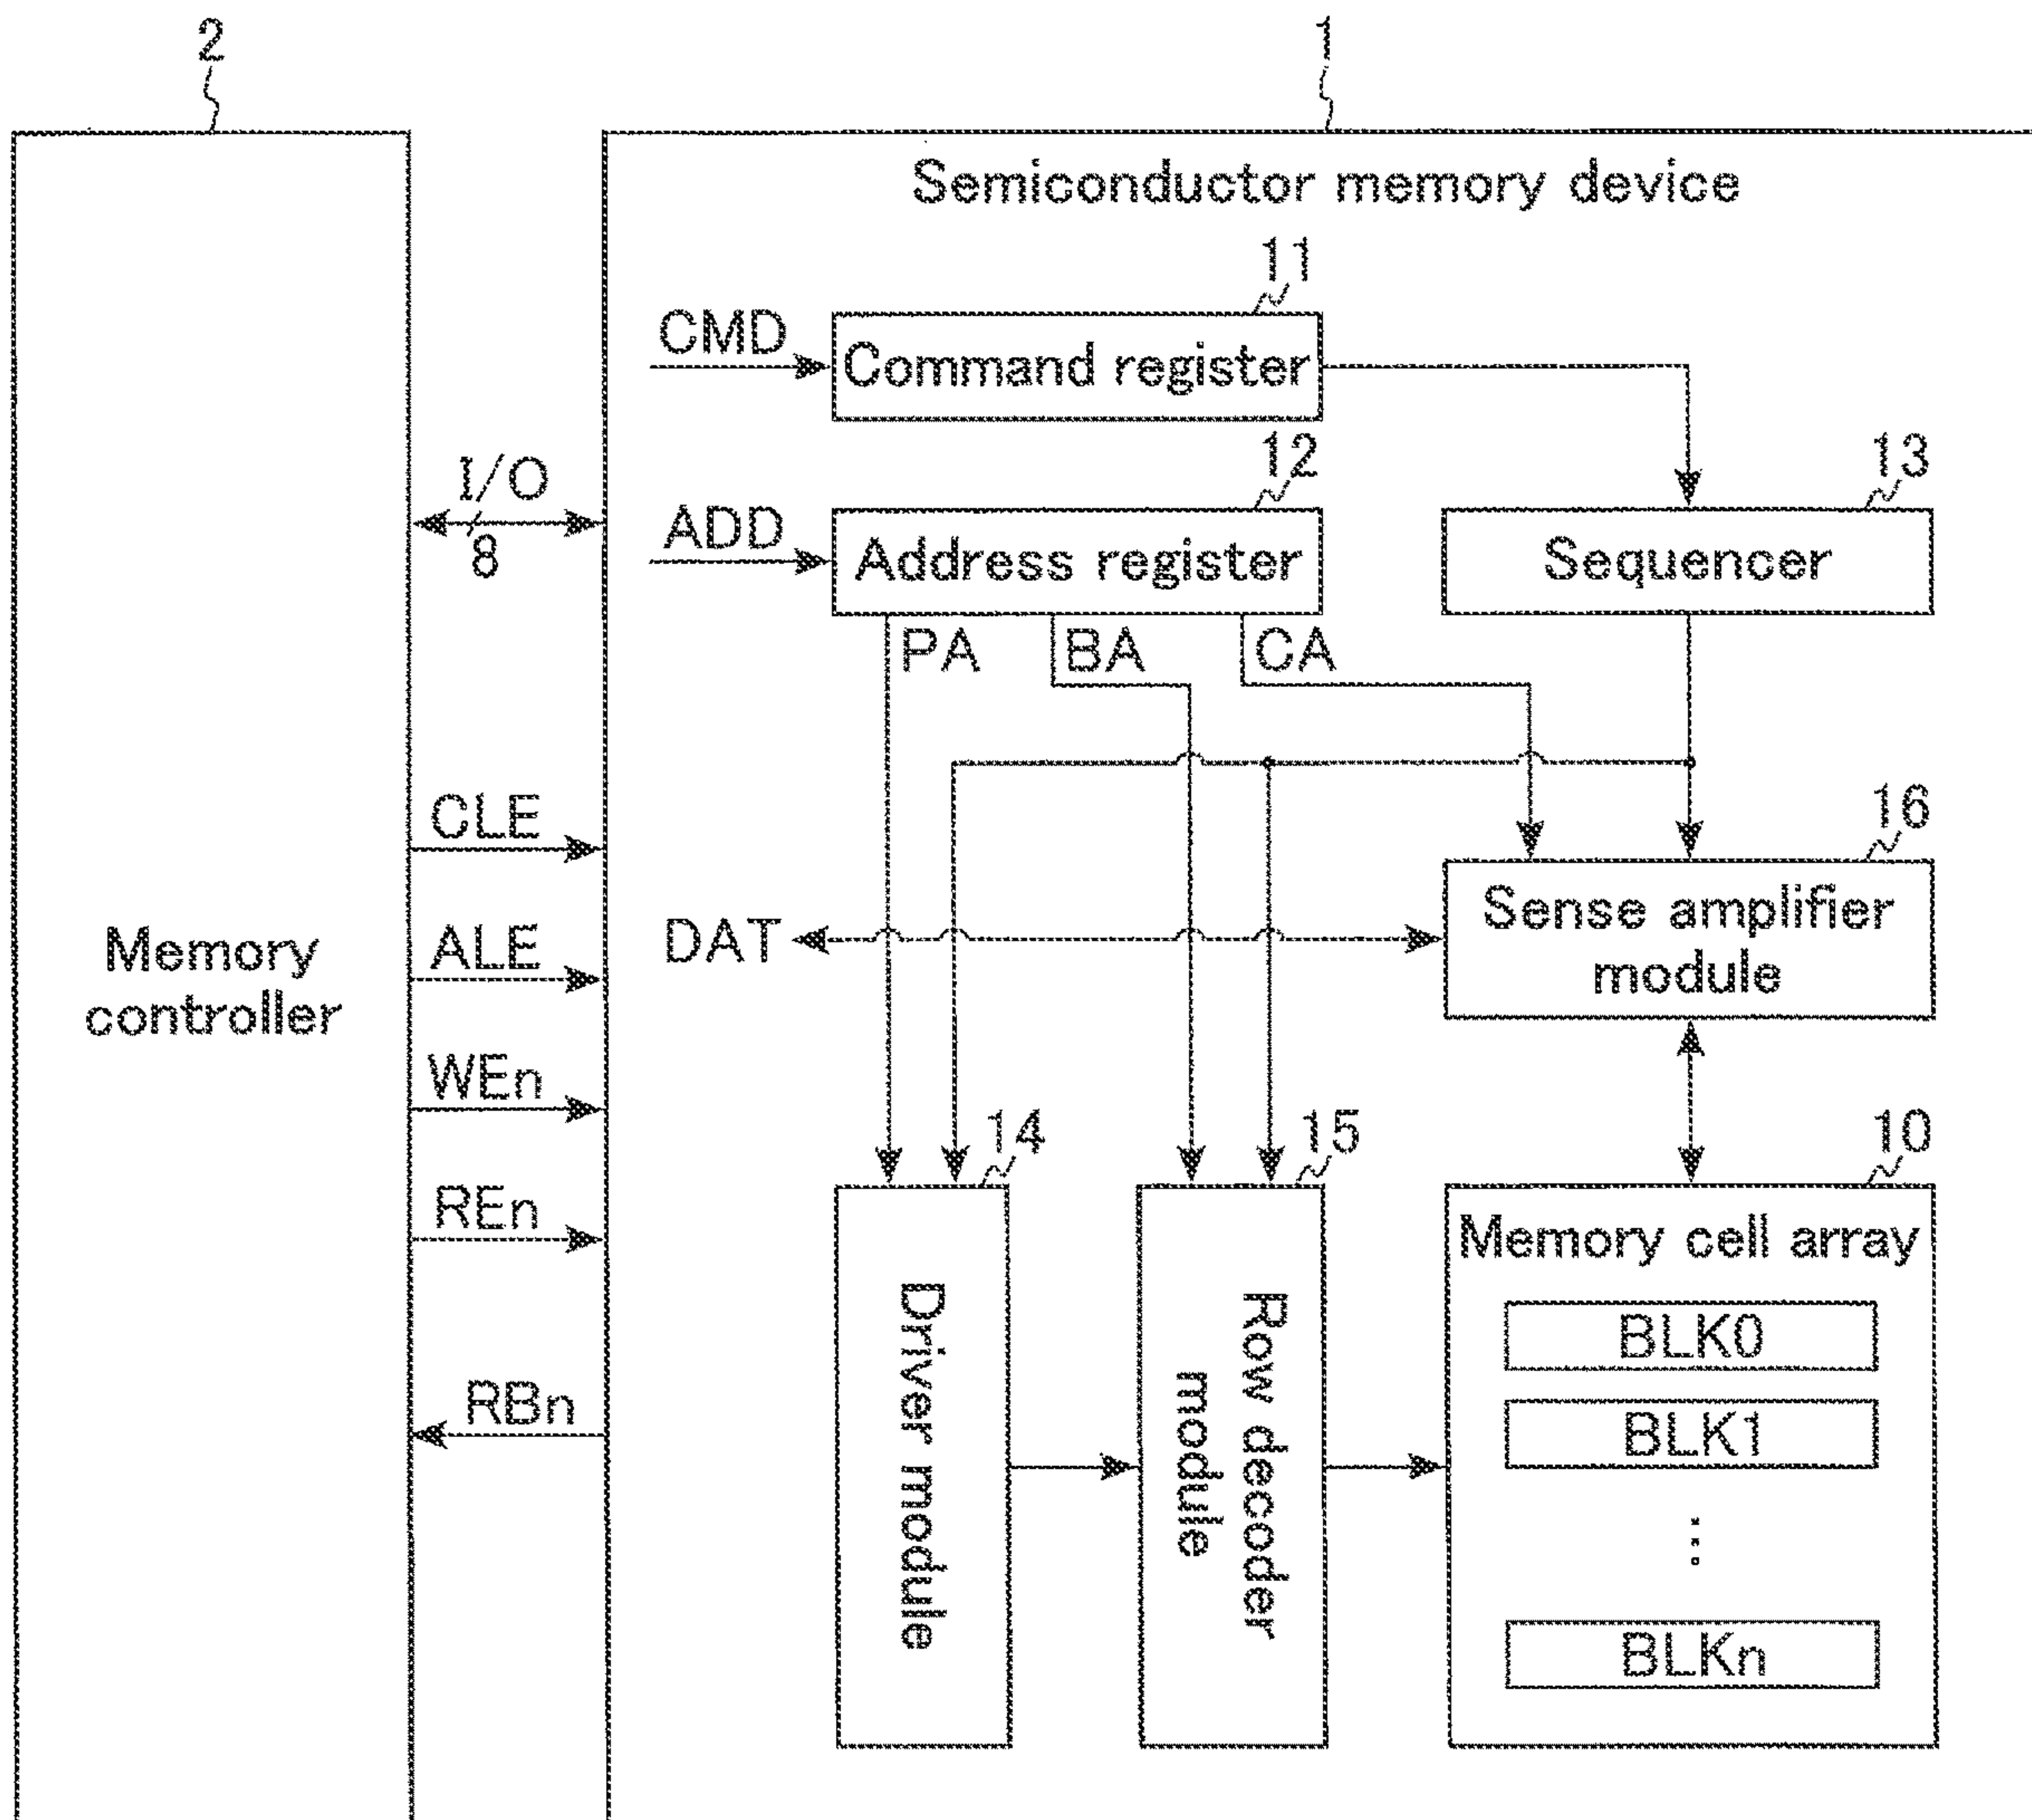 2
1
Semiconductor memory device
11
CMD
Command register
12
13
I/O
8
ADD
Address register
Sequencer
PA
BA
CA
CLE
16
ALE
DAT
Sense amplifier
module
Memory
controller
WEn
14
15
10
REn
Memory cell array
Driver module
Row decoder
module
BLK0
RBn
BLK1
⋮
BLKn